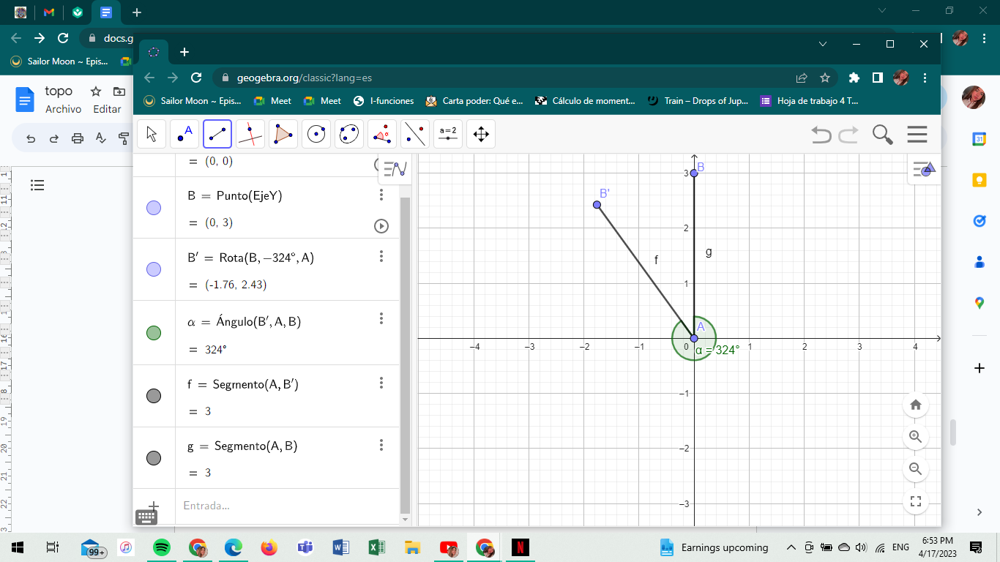 docs.g
Sailor Moon ~ Epis...
topo
Archivo Editar
geogebra.org/classic?lang=es
Sailor Moon ~ Epis... Meet Meet I-funciones Carta poder: Qué e... Cálculo de moment... Train – Drops of Jup... Hoja de trabajo 4 T...
A
a = 2
= (0, 0)
B = Punto(EjeY)
= (0, 3)
B′ = Rota(B, −324°, A)
= (-1.76, 2.43)
α = Ángulo(B′, A, B)
= 324°
f = Segmento(A, B′)
= 3
g = Segmento(A, B)
= 3
Entrada...
B
3
B'
2
g
f
1
A
−4 −3 −2 −1 0 1 2 3 4
α = 324°
−1
−2
−3
31
99+
Earnings upcoming
ENG
6:53 PM
4/17/2023